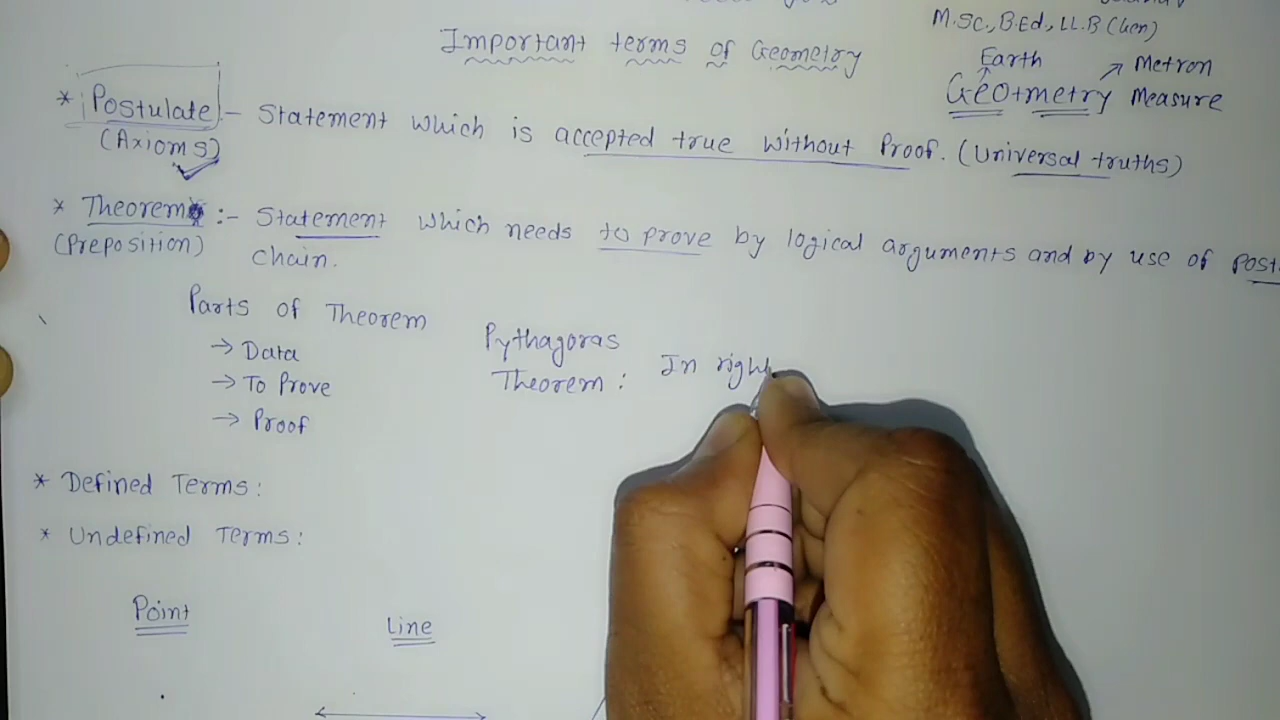 M.Sc., B.Ed., LL.B (Gen)
Important terms of Geometry
Earth
Metron
Geo+metry Measure
* Postulate :- Statement which is accepted true without Proof. (Universal truths)
(Axioms)
* Theorem :- Statement which needs to prove by logical arguments and by use of Post
(Preposition) chain.
Parts of Theorem
→ Data
→ To Prove
→ Proof
Pythagoras
Theorem : In righ
* Defined Terms:
* Undefined Terms:
Point
Line